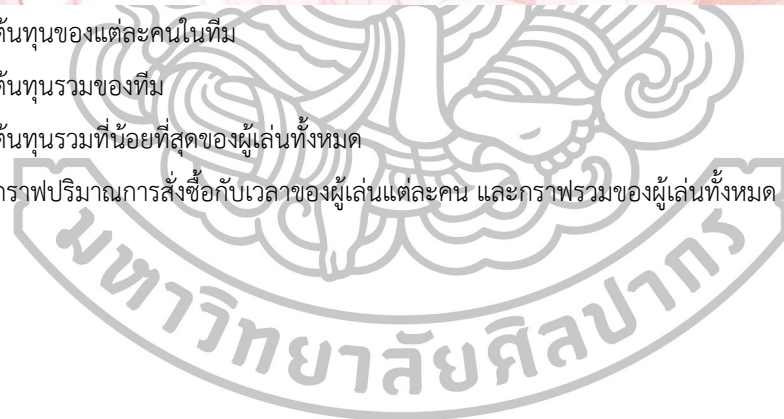 ต้นทุนของแต่ละคนในทีม
ต้นทุนรวมของทีม
ต้นทุนรวมที่น้อยที่สุดของผู้เล่นทั้งหมด
กราฟปริมาณการสั่งซื้อกับเวลาของผู้เล่นแต่ละคน และกราฟรวมของผู้เล่นทั้งหมด
มหาวิทยาลัยศิลปากร